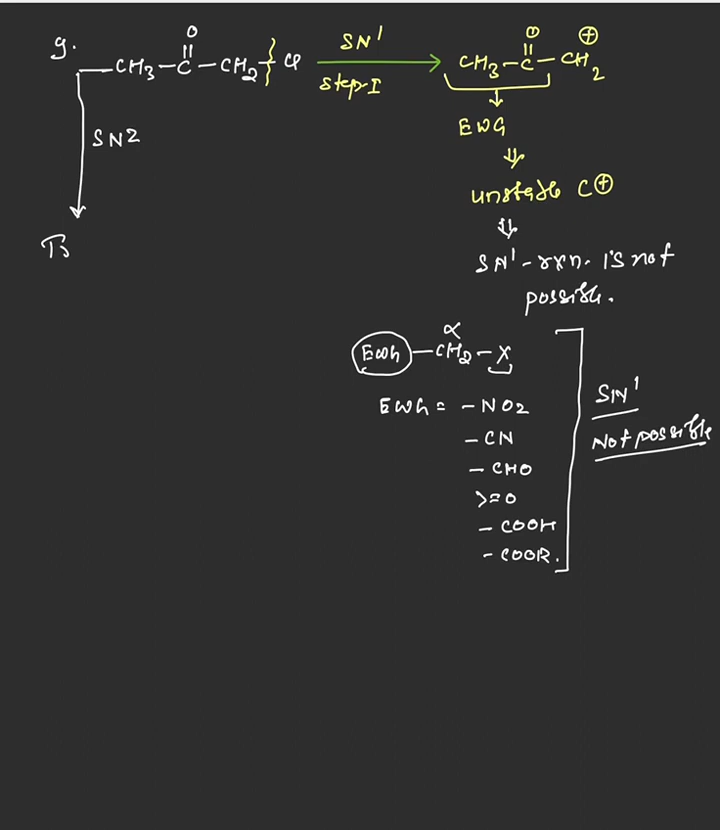 9. CH3-C(=O)-CH2 } Cl SN1 Step-I → CH3-C(=O)-CH2 ⊕
EWG
SN2
⇓
unstable C⊕
⇓
TS
SN1-rxn. is not
possible.
α
EWG -CH2-X
EWG = -NO2
-CN
-CHO
>=O
-COOH
-COOR.
SN1
Not possible